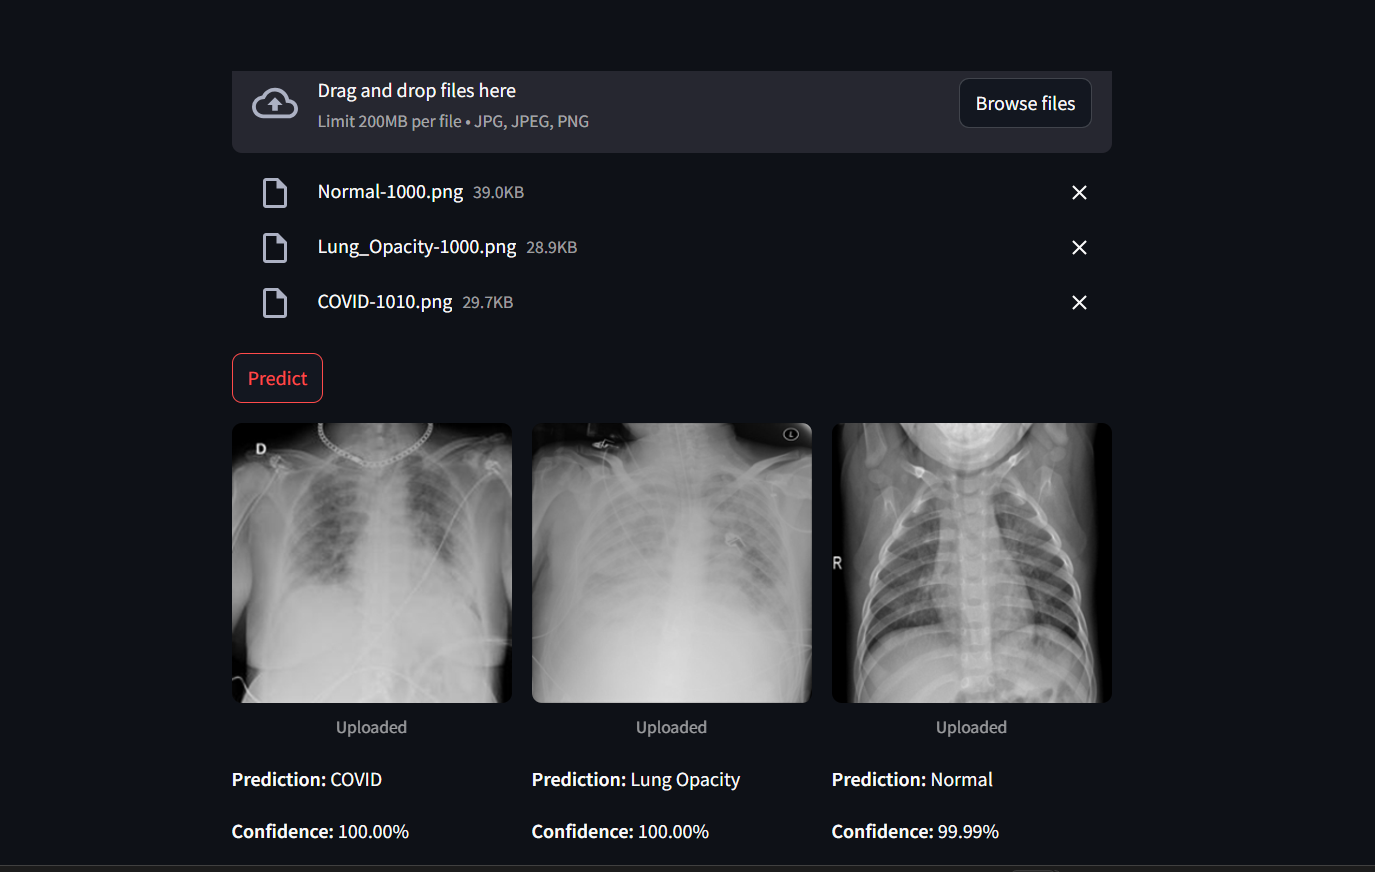 Drag and drop files here
Limit 200MB per file • JPG, JPEG, PNG
Browse files
Normal-1000.png 39.0KB
Lung_Opacity-1000.png 28.9KB
COVID-1010.png 29.7KB
Predict
D
L
R
Uploaded
Uploaded
Uploaded
Prediction: COVID
Prediction: Lung Opacity
Prediction: Normal
Confidence: 100.00%
Confidence: 100.00%
Confidence: 99.99%